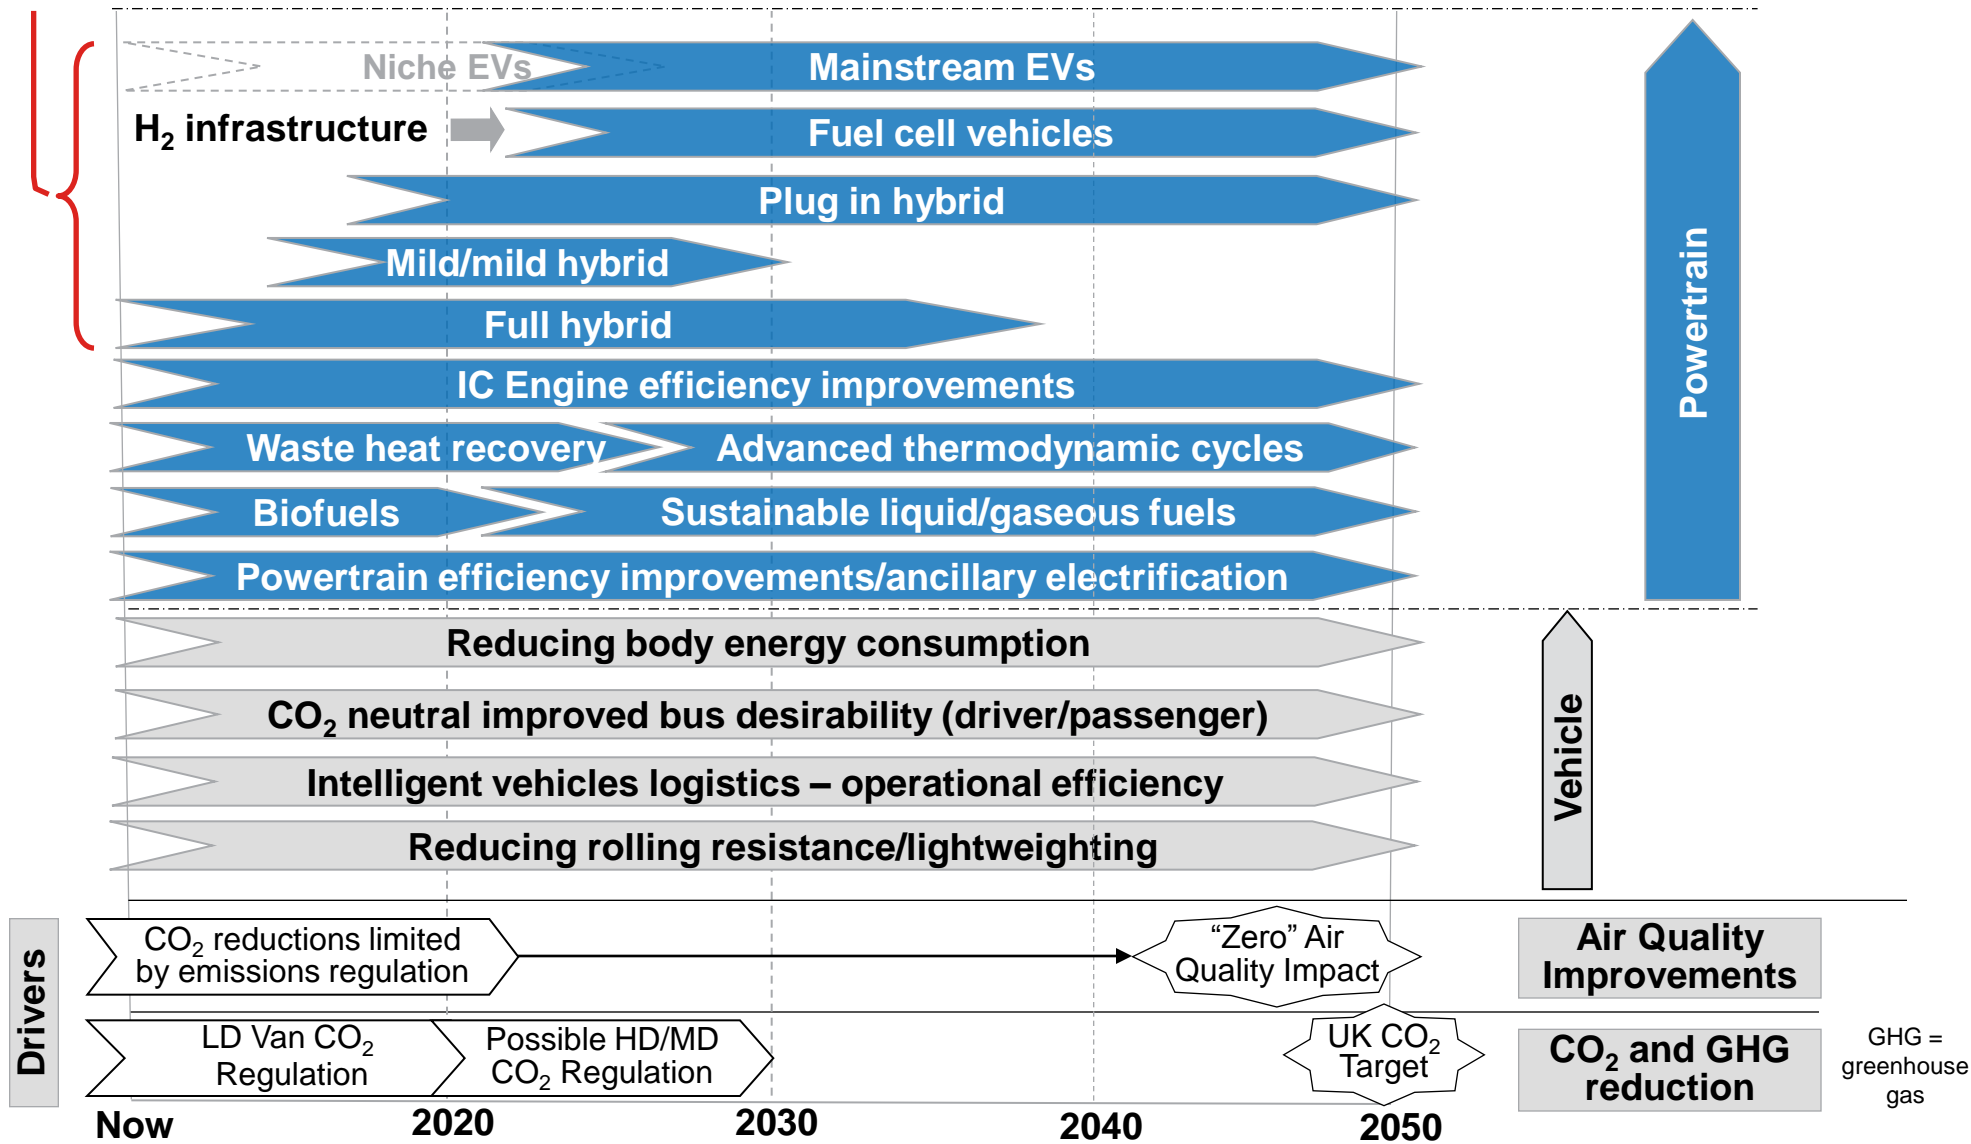 Niche EVs
Mainstream EVs
H₂ infrastructure
Fuel cell vehicles
Plug in hybrid
Mild/mild hybrid
Full hybrid
IC Engine efficiency improvements
Waste heat recovery
Advanced thermodynamic cycles
Biofuels
Sustainable liquid/gaseous fuels
Powertrain efficiency improvements/ancillary electrification
Powertrain
Reducing body energy consumption
CO₂ neutral improved bus desirability (driver/passenger)
Intelligent vehicles logistics – operational efficiency
Reducing rolling resistance/lightweighting
Vehicle
Drivers
CO₂ reductions limited
by emissions regulation
“Zero” Air
Quality Impact
Air Quality
Improvements
LD Van CO₂
Regulation
Possible HD/MD
CO₂ Regulation
UK CO₂
Target
CO₂ and GHG
reduction
GHG =
greenhouse
gas
Now
2020
2030
2040
2050